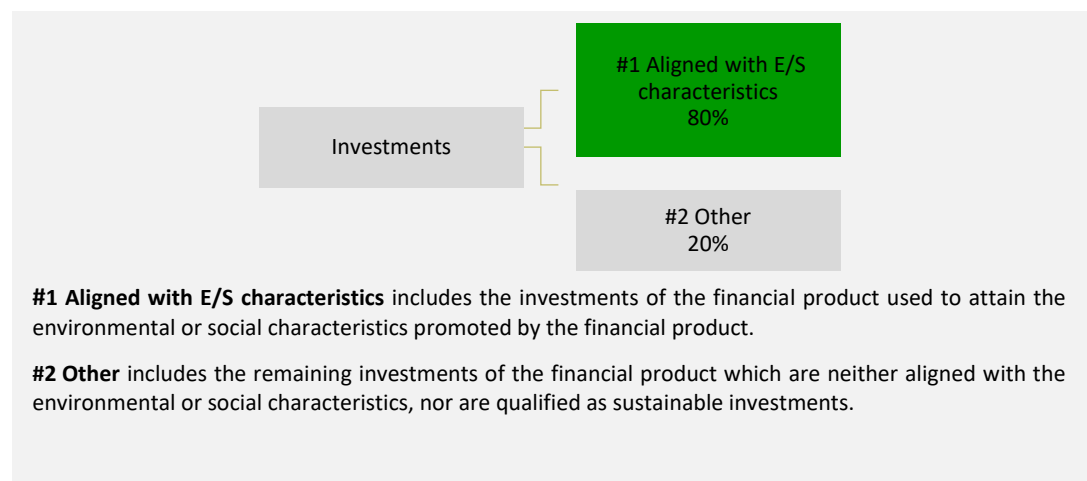 #1 Aligned with E/S
characteristics
80%
Investments
#2 Other
20%
#1 Aligned with E/S characteristics includes the investments of the financial product used to attain the
environmental or social characteristics promoted by the financial product.
#2 Other includes the remaining investments of the financial product which are neither aligned with the
environmental or social characteristics, nor are qualified as sustainable investments.